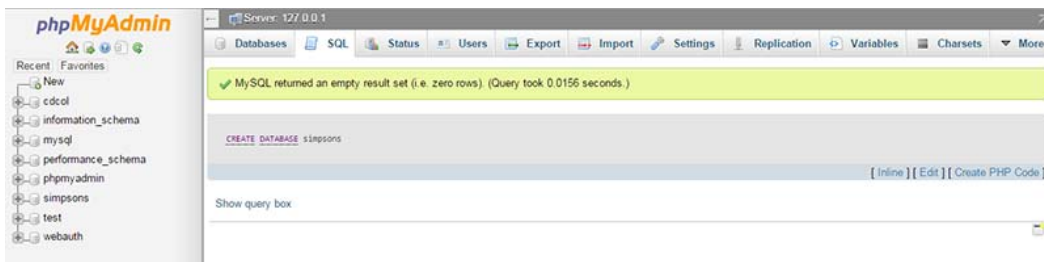 phpMyAdmin
Recent Favorites
New
cdcol
information_schema
mysql
performance_schema
phpmyadmin
simpsons
test
webauth
Server: 127.0.0.1
Databases SQL Status Users Export Import Settings Replication Variables Charsets More
MySQL returned an empty result set (i.e. zero rows). (Query took 0.0156 seconds.)
CREATE DATABASE simpsons
[ Inline ] [ Edit ] [ Create PHP Code ]
Show query box